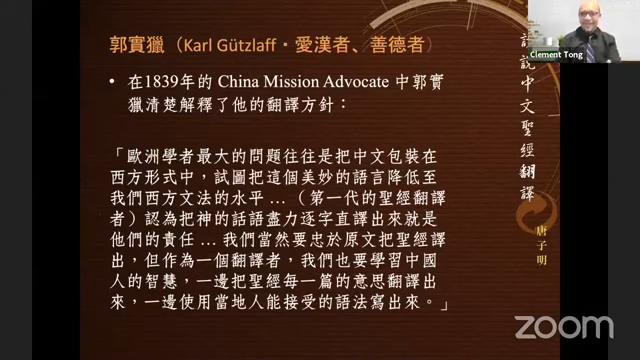 郭實獵（Karl Gützlaff‧愛漢者、善德者）
• 在1839年的 China Mission Advocate 中郭實
獵清楚解釋了他的翻譯方針：
「歐洲學者最大的問題往往是把中文包裝在
西方形式中，試圖把這個美妙的語言降低至
我們西方文法的水平 ...（第一代的聖經翻譯
者）認為把神的話語盡力逐字直譯出來就是
他們的責任 ... 我們當然要忠於原文把聖經譯
出，但作為一個翻譯者，我們也要學習中國
人的智慧，一邊把聖經每一篇的意思翻譯出
來，一邊使用當地人能接受的語法寫出來。」
Clement Tong
說中文聖經翻譯
唐子明
zoom